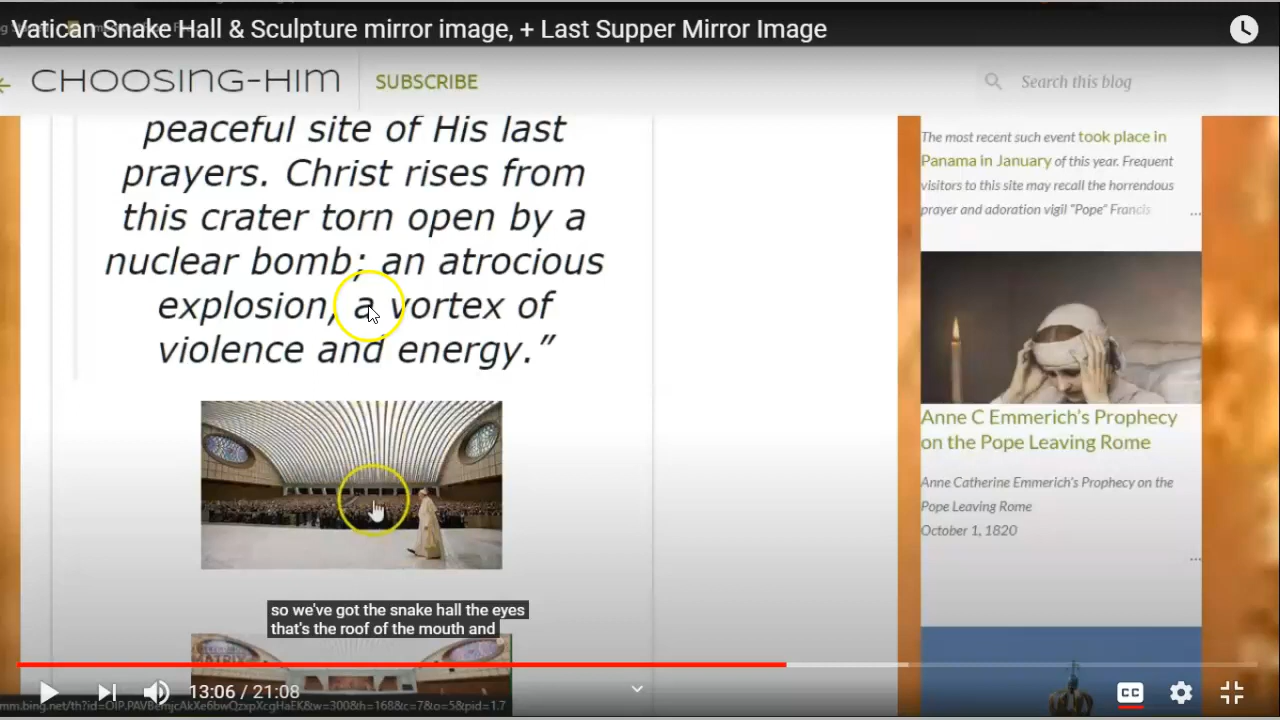 Vatican Snake Hall & Sculpture mirror image, + Last Supper Mirror Image
CHOOSING-HIM
SUBSCRIBE
Search this blog
peaceful site of His last
prayers. Christ rises from
this crater torn open by a
nuclear bomb; an atrocious
explosion, a vortex of
violence and energy.”
The most recent such event took place in
Panama in January of this year. Frequent
visitors to this site may recall the horrendous
prayer and adoration vigil "Pope" Francis
...
Anne C Emmerich's Prophecy
on the Pope Leaving Rome
Anne Catherine Emmerich's Prophecy on the
Pope Leaving Rome
October 1, 1820
...
so we've got the snake hall the eyes
that's the roof of the mouth and
MATRIX
13:06 / 21:08
CC